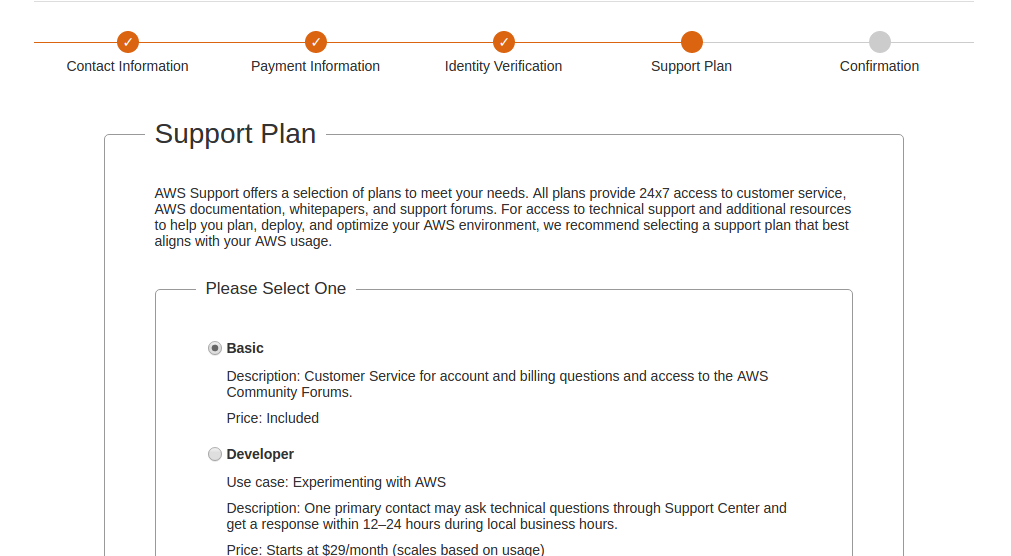 Contact Information
Payment Information
Identity Verification
Support Plan
Confirmation
Support Plan
AWS Support offers a selection of plans to meet your needs. All plans provide 24x7 access to customer service,
AWS documentation, whitepapers, and support forums. For access to technical support and additional resources
to help you plan, deploy, and optimize your AWS environment, we recommend selecting a support plan that best
aligns with your AWS usage.
Please Select One
Basic
Description: Customer Service for account and billing questions and access to the AWS
Community Forums.
Price: Included
Developer
Use case: Experimenting with AWS
Description: One primary contact may ask technical questions through Support Center and
get a response within 12–24 hours during local business hours.
Price: Starts at $29/month (scales based on usage)